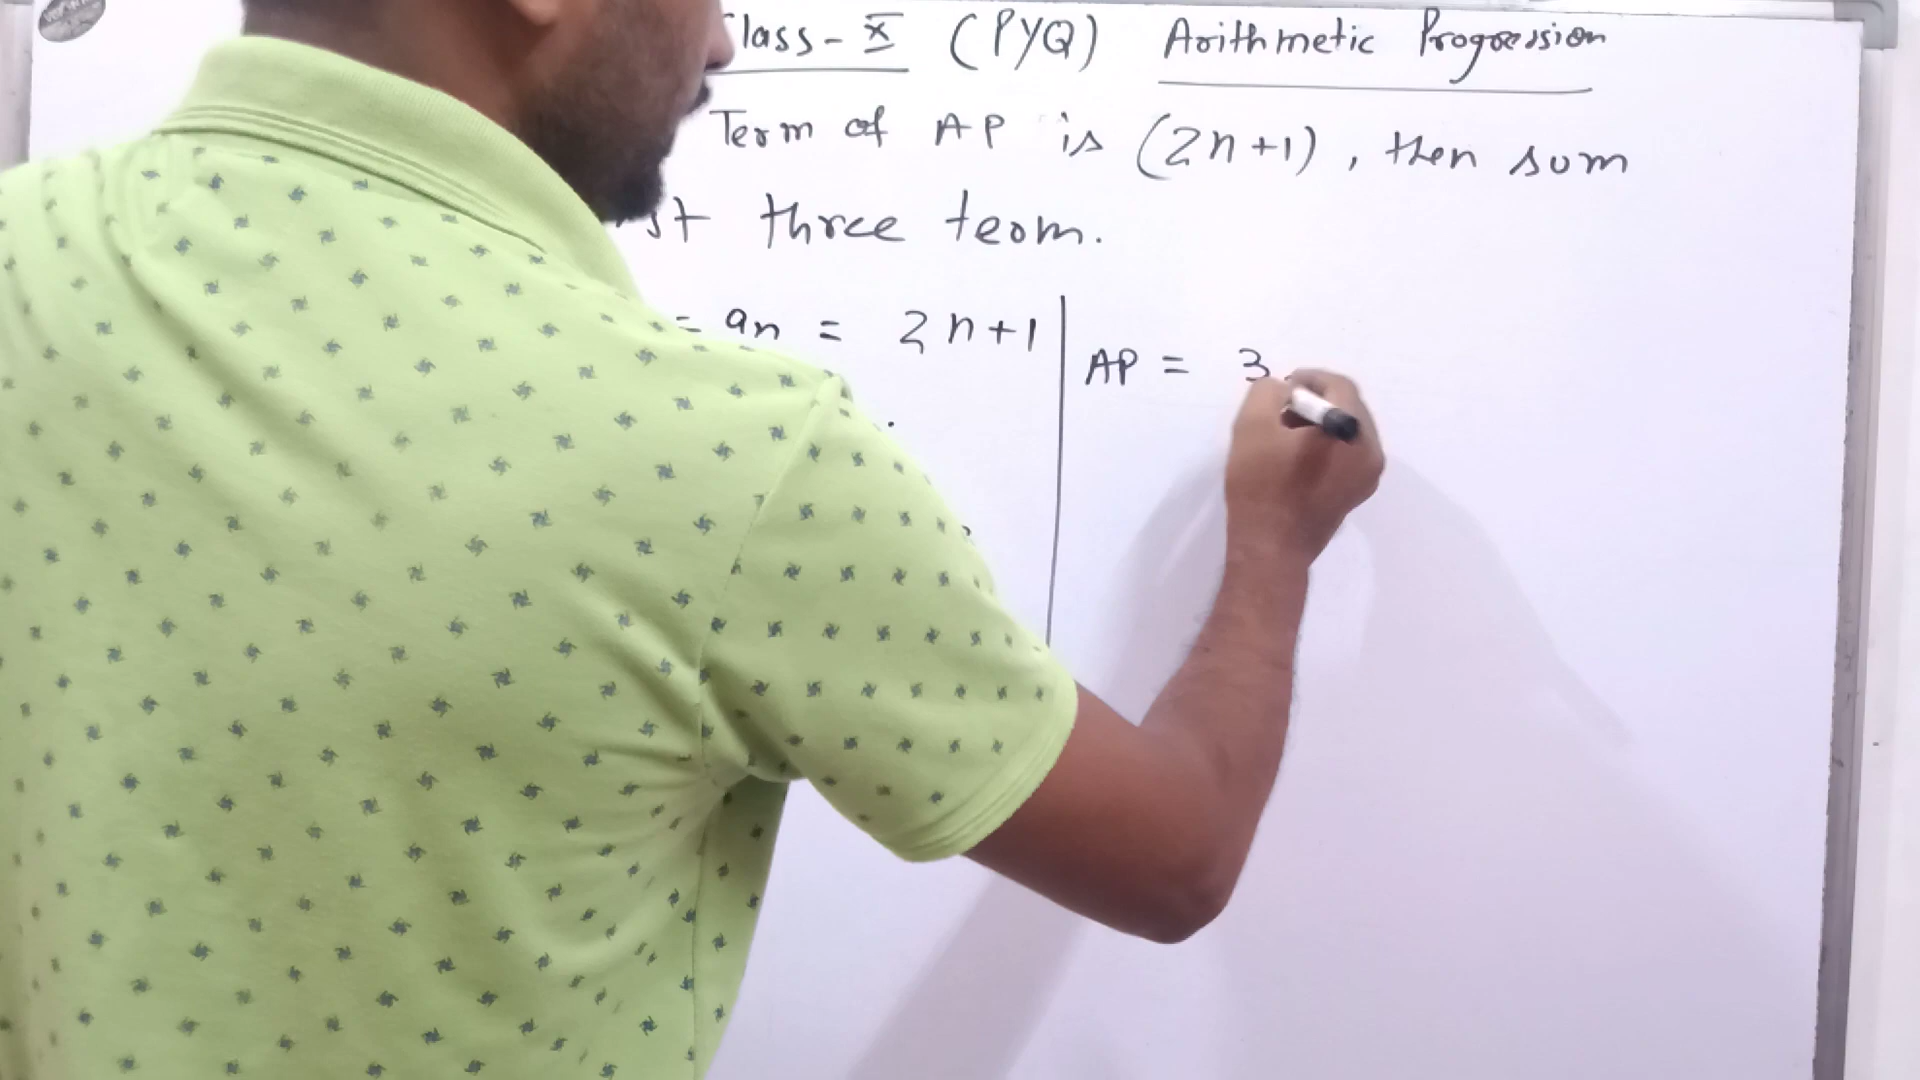 Class-X (PYQ) Arithmetic Progression
Term of AP is (2n+1), then sum
three term.
= an = 2n+1
AP = 3